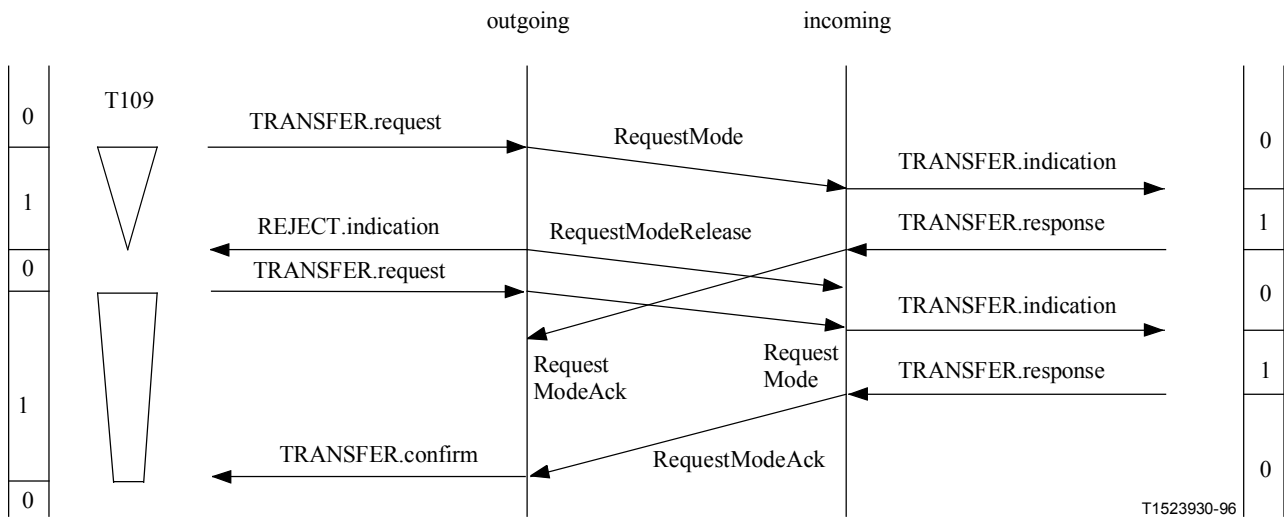 outgoing
incoming
T109
0
TRANSFER.request
RequestMode
0
TRANSFER.indication
1
REJECT.indication
RequestModeRelease
TRANSFER.response
1
0
TRANSFER.request
0
TRANSFER.indication
Request
ModeAck
Request
Mode
TRANSFER.response
1
1
TRANSFER.confirm
RequestModeAck
0
0
T1523930-96